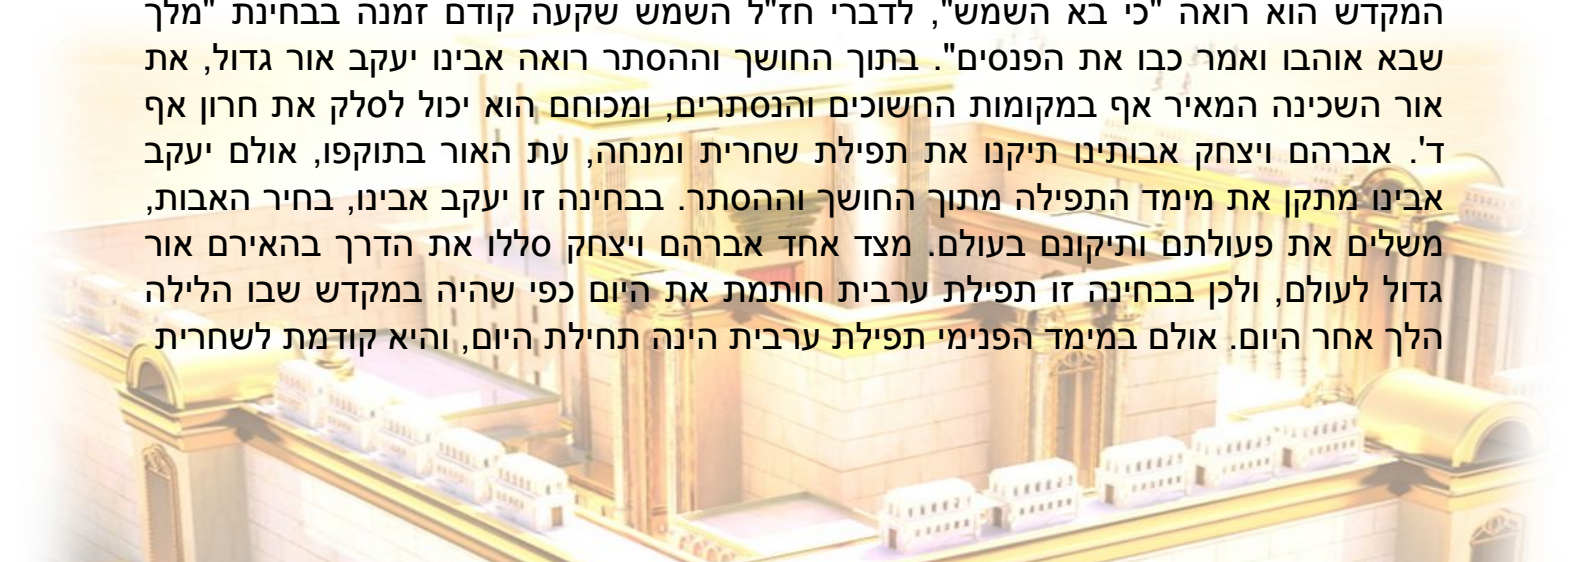 המקדש הוא רואה "כי בא השמש", לדברי חז"ל השמש שקעה קודם זמנה בבחינת "מלך
שבא אוהבו ואמר כבו את הפנסים". בתוך החושך וההסתר רואה אבינו יעקב אור גדול, את
אור השכינה המאיר אף במקומות החשוכים והנסתרים, ומכוחם הוא יכול לסלק את חרון אף
ד'. אברהם ויצחק אבותינו תיקנו את תפילת שחרית ומנחה, עת האור בתוקפו, אולם יעקב
אבינו מתקן את מימד התפילה מתוך החושך וההסתר. בבחינה זו יעקב אבינו, בחיר האבות,
משלים את פעולתם ותיקונם בעולם. מצד אחד אברהם ויצחק סללו את הדרך בהאירם אור
גדול לעולם, ולכן בבחינה זו תפילת ערבית חותמת את היום כפי שהיה במקדש שבו הלילה
הלך אחר היום. אולם במימד הפנימי תפילת ערבית הינה תחילת היום, והיא קודמת לשחרית